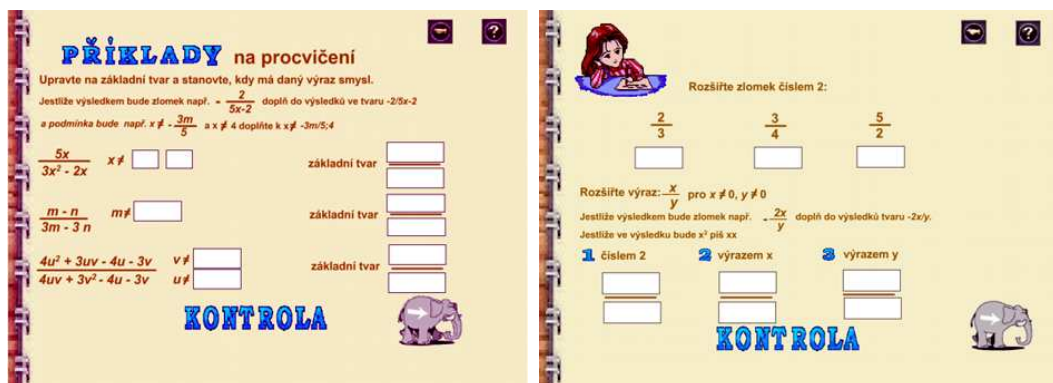 PŘÍKLADY na procvičení
Upravte na základní tvar a stanovte, kdy má daný výraz smysl.
Jestliže výsledkem bude zlomek např. - 2/5x-2 doplň do výsledků ve tvaru -2/5x-2
a podmínka bude např. x ≠ - 3m/5 a x ≠ 4 doplňte k x≠ -3m/5;4
5x/3x² - 2x x≠ základní tvar
m - n/3m - 3 n m≠ základní tvar
4u² + 3uv - 4u - 3v/4uv + 3v² - 4u - 3v v≠ základní tvar
u≠
KONTROLA
?
Rozšiřte zlomek číslem 2:
2/3 3/4 5/2
Rozšiřte výraz: x/y pro x ≠ 0, y ≠ 0
Jestliže výsledkem bude zlomek např. - 2x/y doplň do výsledků tvaru -2x/y.
Jestliže ve výsledku bude x² piš xx
1 číslem 2 2 výrazem x 3 výrazem y
KONTROLA
?